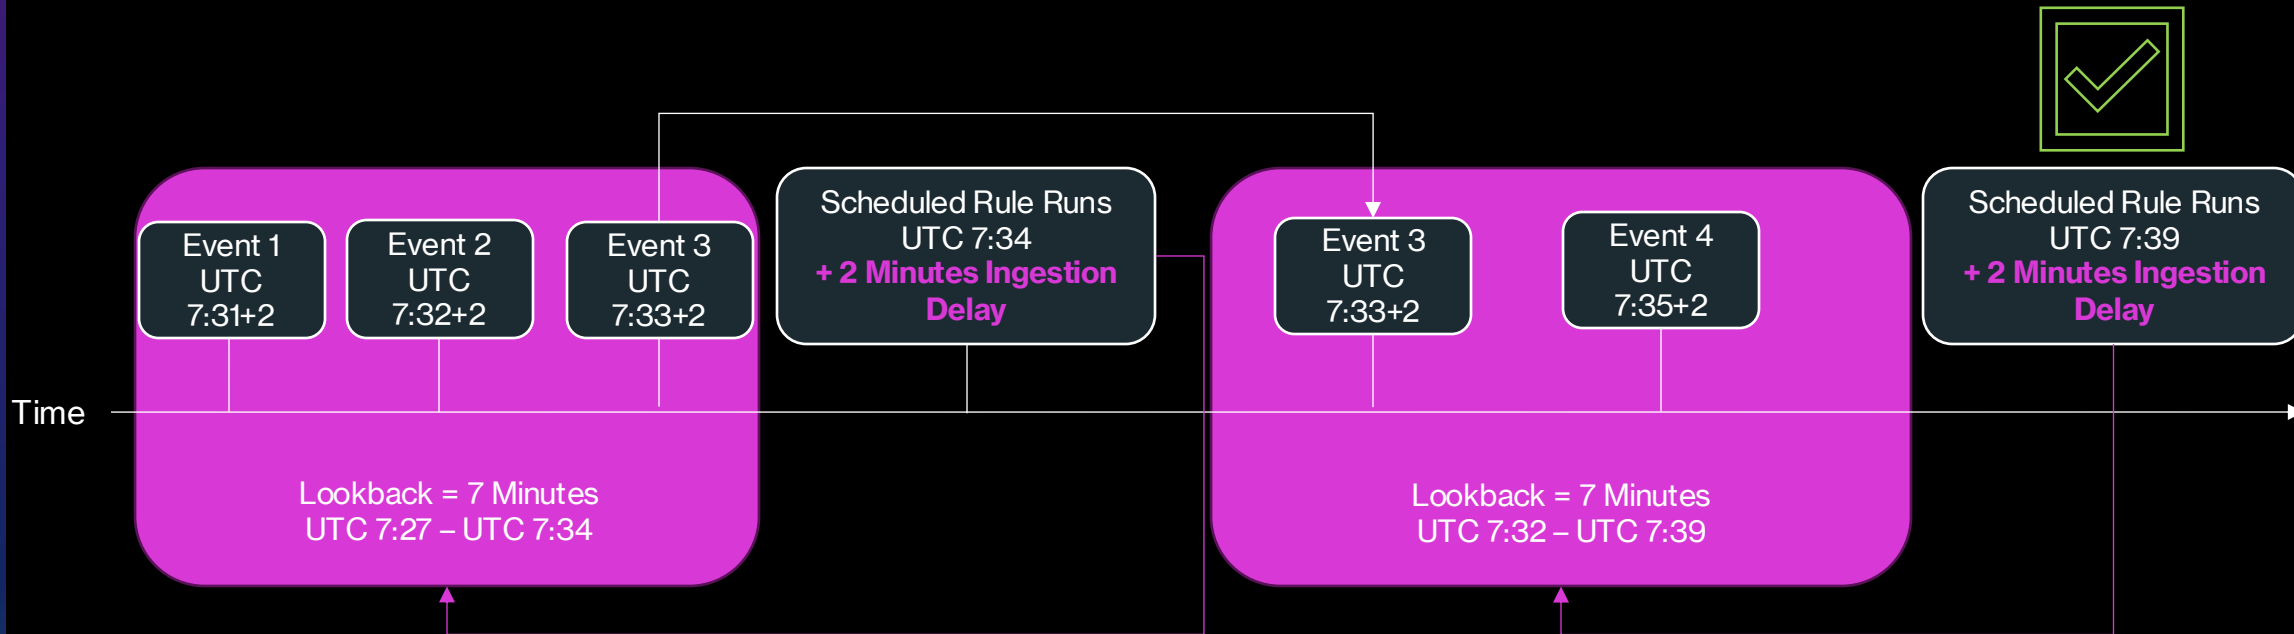 Event 1
UTC
7:31+2
Event 2
UTC
7:32+2
Event 3
UTC
7:33+2
Scheduled Rule Runs
UTC 7:34
+ 2 Minutes Ingestion
Delay
Event 3
UTC
7:33+2
Event 4
UTC
7:35+2
Scheduled Rule Runs
UTC 7:39
+ 2 Minutes Ingestion
Delay
Time
Lookback = 7 Minutes
UTC 7:27 – UTC 7:34
Lookback = 7 Minutes
UTC 7:32 – UTC 7:39